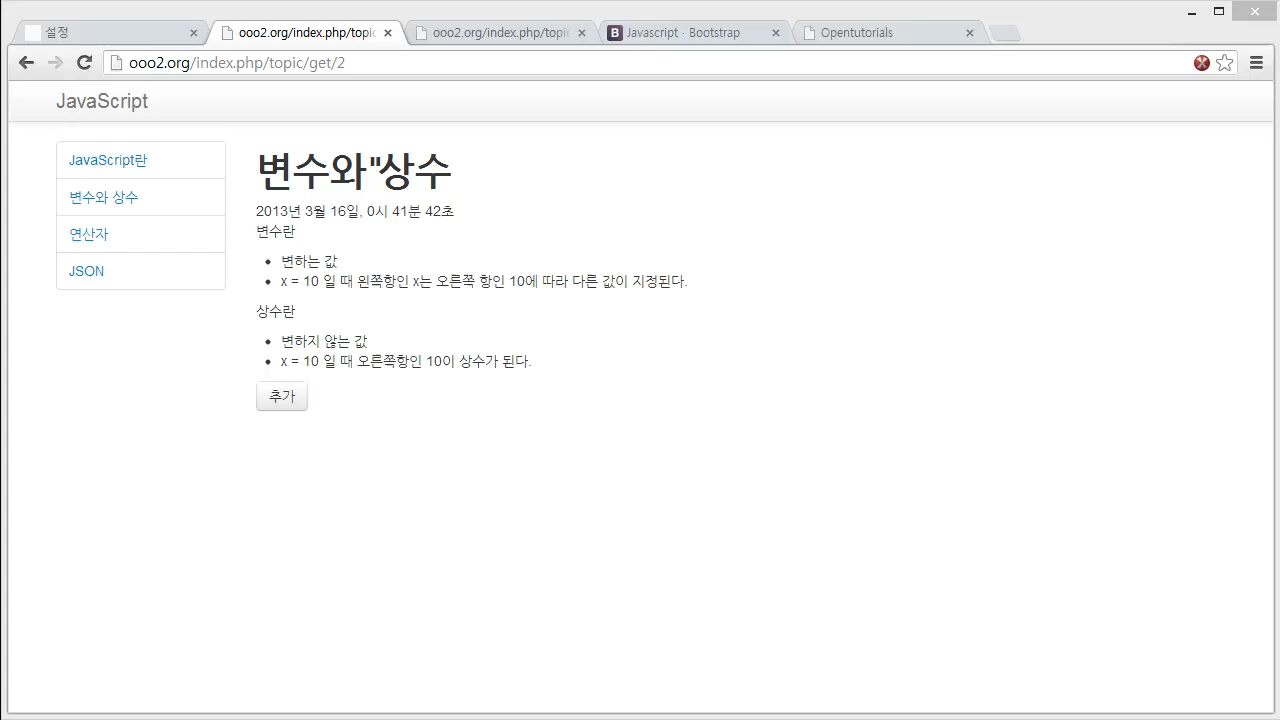 설정
ooo2.org/index.php/topic
ooo2.org/index.php/topic
B Javascript · Bootstrap
Opentutorials
ooo2.org/index.php/topic/get/2
JavaScript
JavaScript란
변수와 상수
연산자
JSON
변수와"상수
2013년 3월 16일, 0시 41분 42초
변수란
변하는 값
x = 10 일 때 왼쪽항인 x는 오른쪽 항인 10에 따라 다른 값이 지정된다.
상수란
변하지 않는 값
x = 10 일 때 오른쪽항인 10이 상수가 된다.
추가